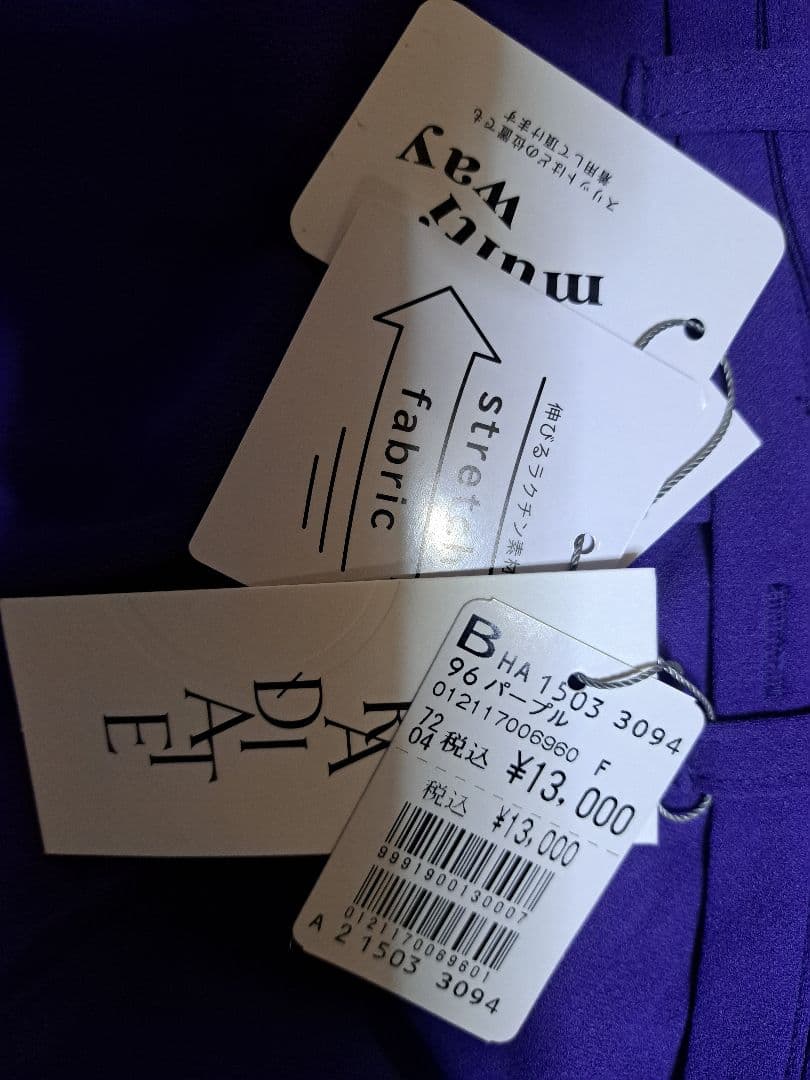 multi
way
スリットはどの位置でも
着用して頂けます
伸びるラクチン素材
stretch
fabric
RA
DI
AT
E
B HA 1503 3094
96 パープル
012117006960 F
72
04 税込 ¥13,000
税込 ¥13,000
9991900130007
0121170069601
A 2 1503 3094